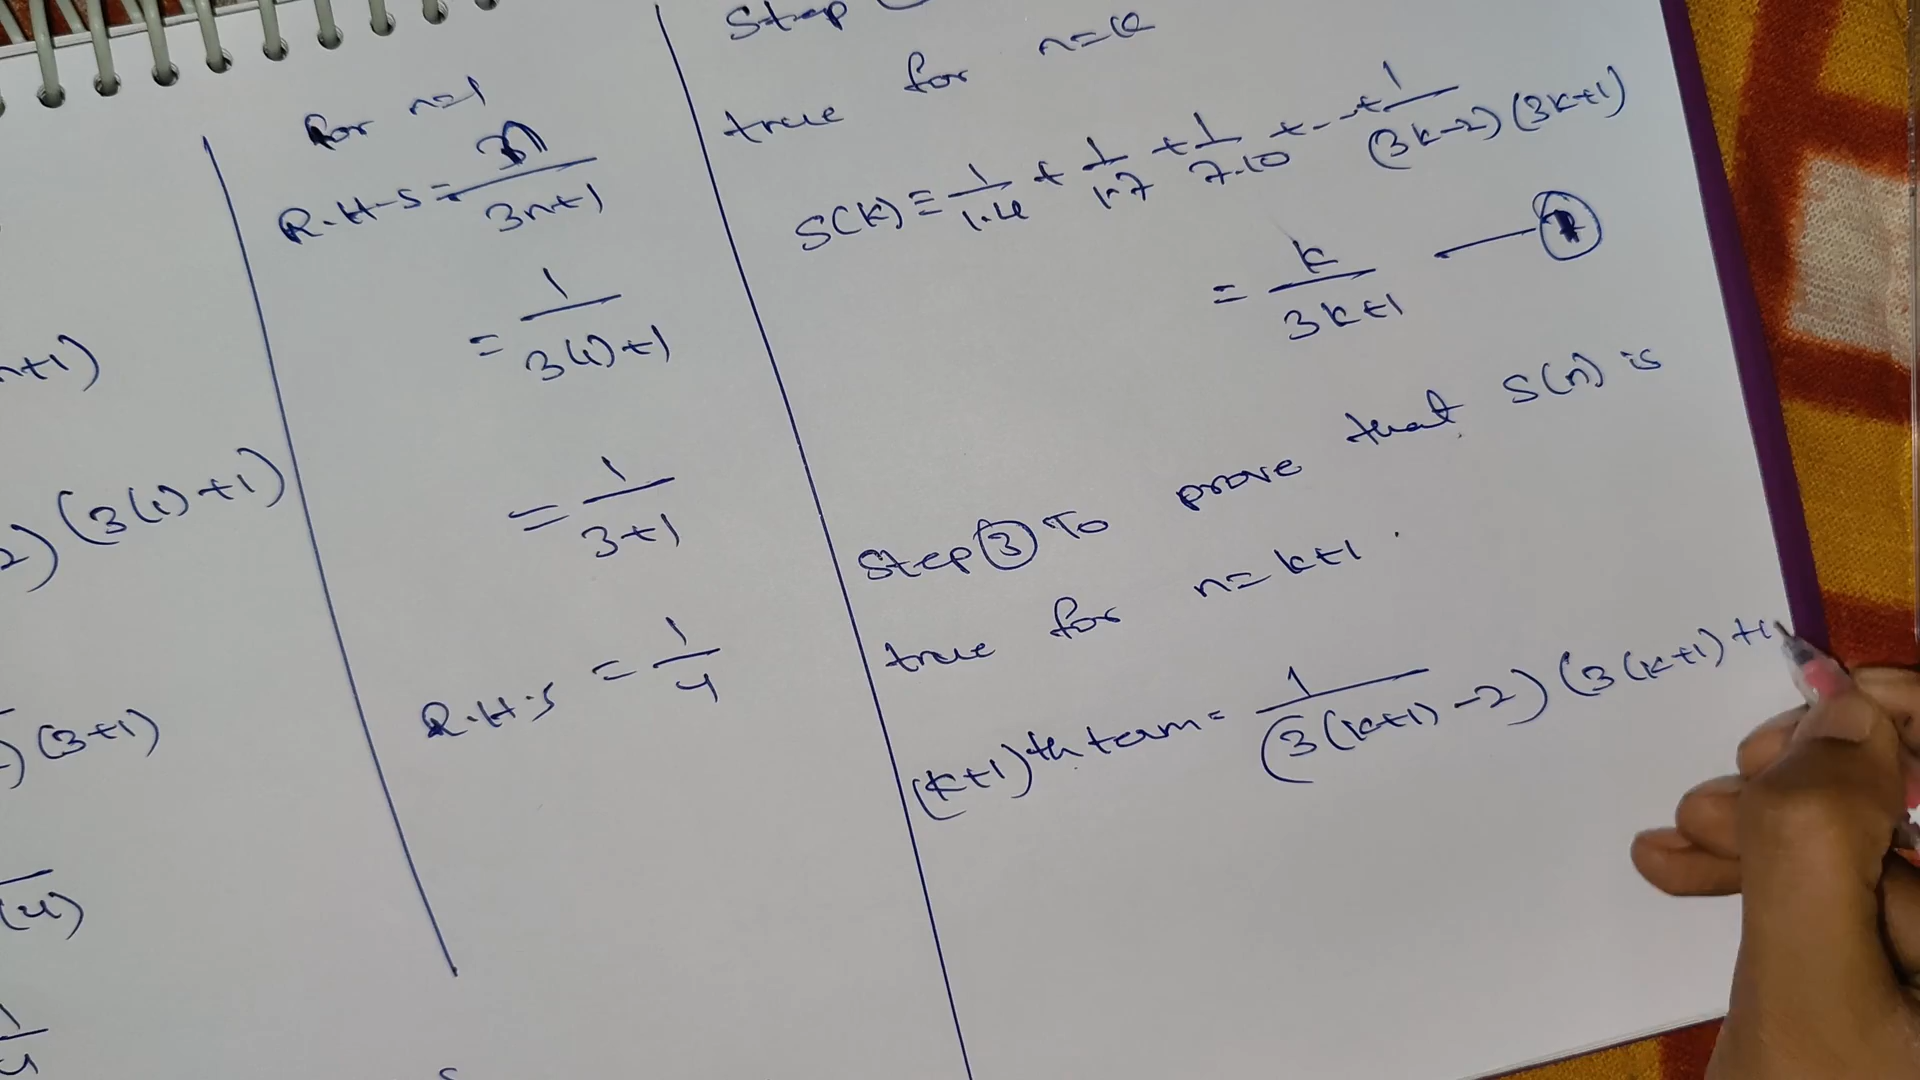 n+1)
2) (3(1)+1)
) (3+1)
(4)
1
4
for n=1
R.H.S = n
3n+1
= 1
3(1)+1
= 1
3+1
R.H.S = 1
4
Step
true for n=k
S(k) = 1/1.4 + 1/1.7 + 1/7.10 + -- + 1/(3k-2)(3k+1)
= k
3k+1
Step 3 To prove that S(n) is
true for n=k+1.
(k+1)th term = 1
(3(k+1)-2) (3(k+1)+1